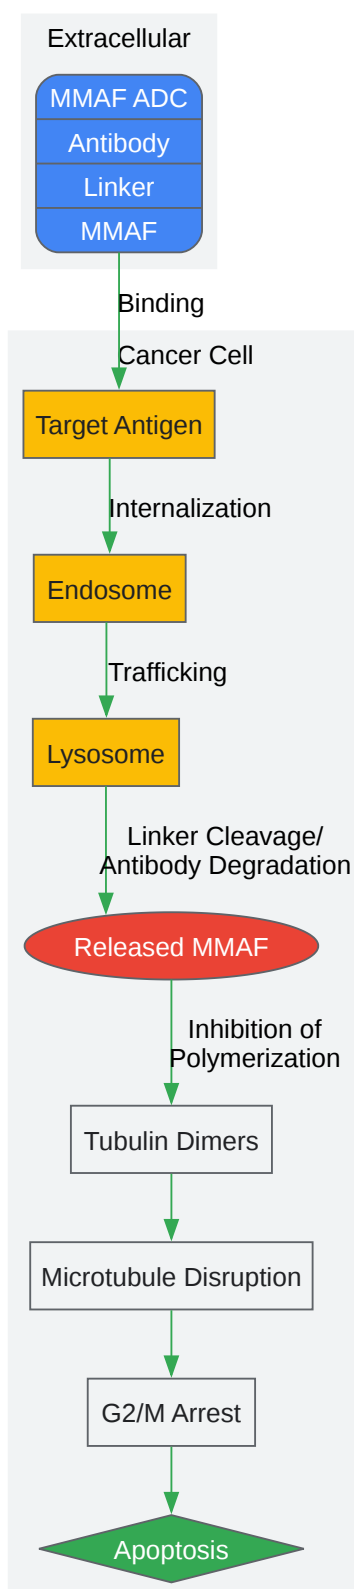 Extracellular
MMAF ADC
Antibody
Linker
MMAF
Binding
Cancer Cell
Target Antigen
Internalization
Endosome
Trafficking
Lysosome
Linker Cleavage/
Antibody Degradation
Released MMAF
Inhibition of
Polymerization
Tubulin Dimers
Microtubule Disruption
G2/M Arrest
Apoptosis